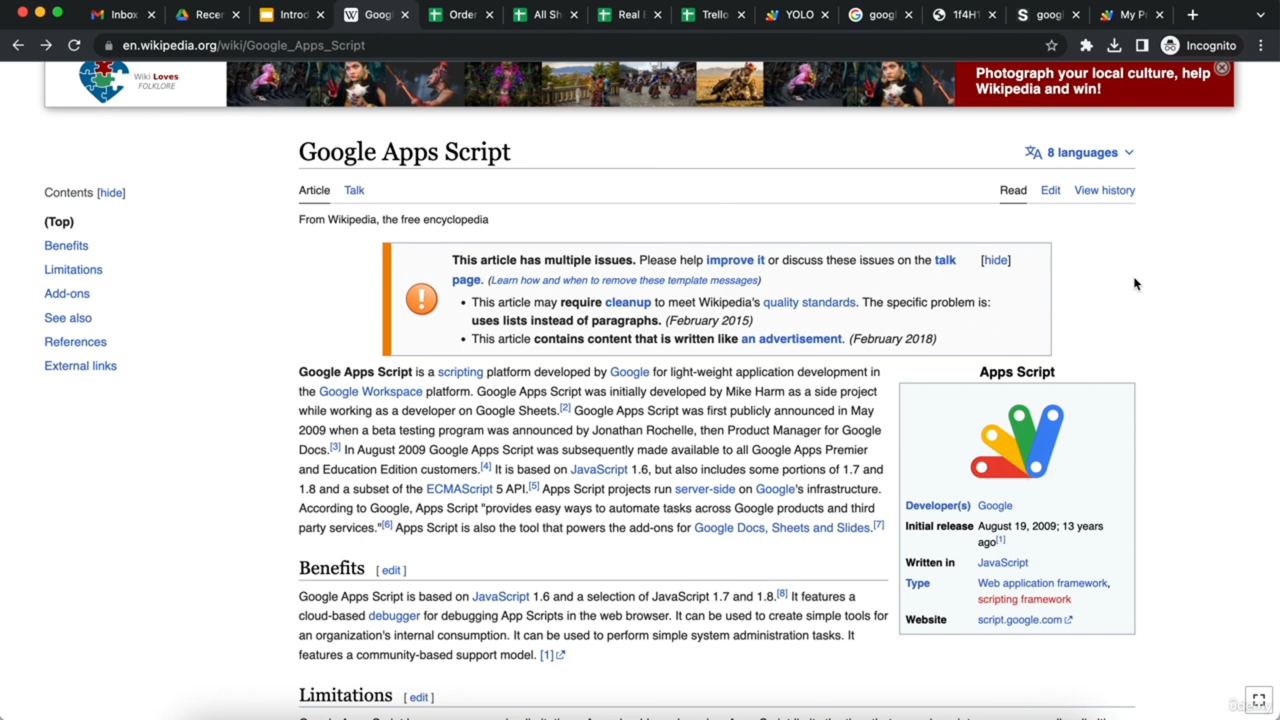 Inbox
Recen
Introd
Googl
Order
All Sh
Real E
Trello
YOLO
googl
1f4H1
googl
My Pr
en.wikipedia.org/wiki/Google_Apps_Script
Incognito
Wiki Loves
FOLKLORE
Photograph your local culture, help
Wikipedia and win!
Google Apps Script
8 languages
Contents [hide]
(Top)
Benefits
Limitations
Add-ons
See also
References
External links
Article Talk
Read Edit View history
From Wikipedia, the free encyclopedia
This article has multiple issues. Please help improve it or discuss these issues on the talk [hide]
page. (Learn how and when to remove these template messages)
• This article may require cleanup to meet Wikipedia's quality standards. The specific problem is:
uses lists instead of paragraphs. (February 2015)
• This article contains content that is written like an advertisement. (February 2018)
Google Apps Script is a scripting platform developed by Google for light-weight application development in
the Google Workspace platform. Google Apps Script was initially developed by Mike Harm as a side project
while working as a developer on Google Sheets.[2] Google Apps Script was first publicly announced in May
2009 when a beta testing program was announced by Jonathan Rochelle, then Product Manager for Google
Docs.[3] In August 2009 Google Apps Script was subsequently made available to all Google Apps Premier
and Education Edition customers.[4] It is based on JavaScript 1.6, but also includes some portions of 1.7 and
1.8 and a subset of the ECMAScript 5 API.[5] Apps Script projects run server-side on Google's infrastructure.
According to Google, Apps Script "provides easy ways to automate tasks across Google products and third
party services."[6] Apps Script is also the tool that powers the add-ons for Google Docs, Sheets and Slides.[7]
Apps Script
Developer(s) Google
Initial release August 19, 2009; 13 years
ago[1]
Written in JavaScript
Type Web application framework,
scripting framework
Website script.google.com
Benefits [ edit ]
Google Apps Script is based on JavaScript 1.6 and a selection of JavaScript 1.7 and 1.8.[8] It features a
cloud-based debugger for debugging App Scripts in the web browser. It can be used to create simple tools for
an organization's internal consumption. It can be used to perform simple system administration tasks. It
features a community-based support model. [1]
Limitations [ edit ]